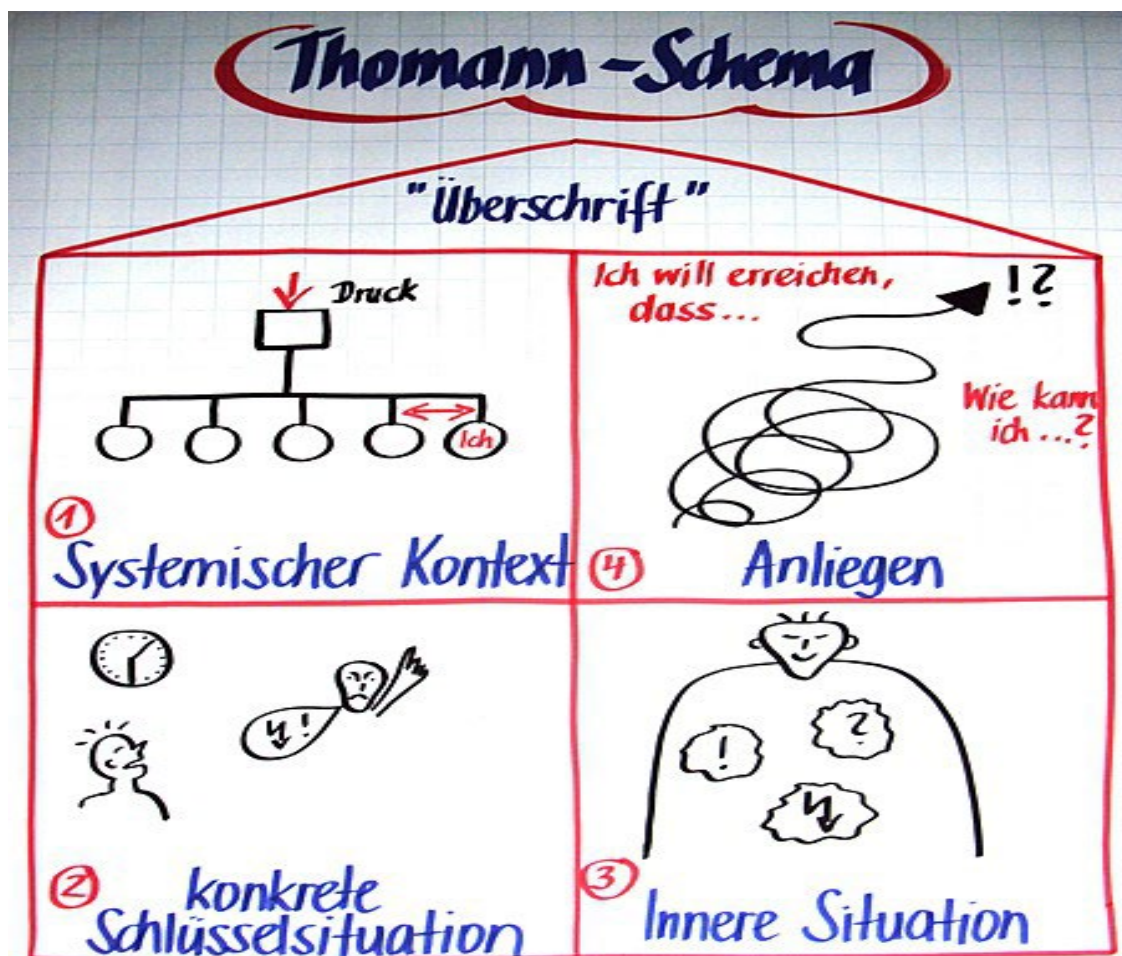 Thomann-Schema
"Überschrift"
Druck
Ich
1
Systemischer Kontext
2
!
konkrete
Schlüsselsituation
!
?
3
Innere Situation
Ich will erreichen,
dass...
!?
Wie kann
ich...?
4
Anliegen